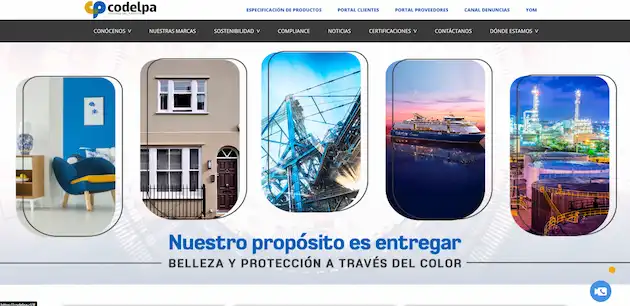 codelpa
ESPECIFICACIÓN DE PRODUCTOS PORTAL CLIENTES PORTAL PROVEEDORES CANAL DENUNCIAS YOM
CONÓCENOS NUESTRAS MARCAS SOSTENIBILIDAD COMPLIANCE NOTICIAS CERTIFICACIONES CONTÁCTANOS DÓNDE ESTAMOS
Nuestro propósito es entregar
BELLEZA Y PROTECCIÓN A TRAVÉS DEL COLOR